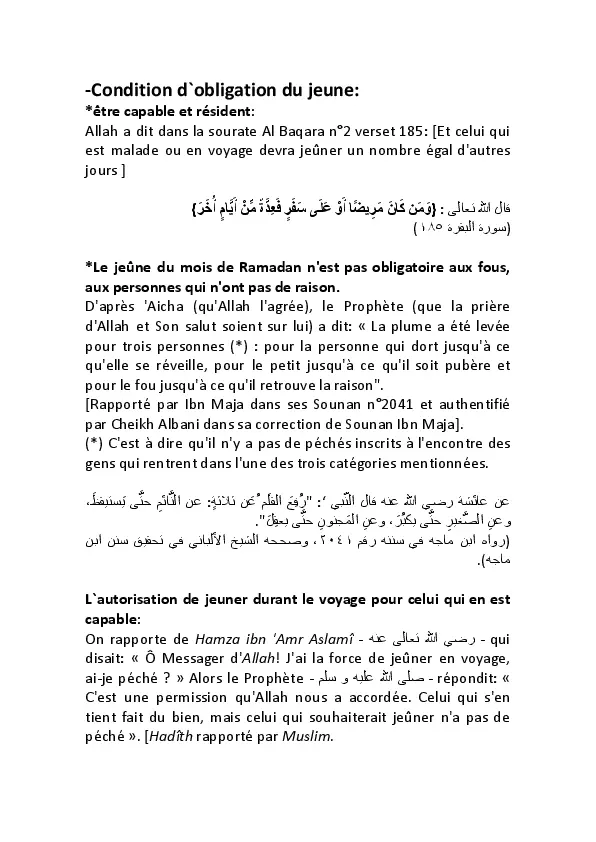 -Condition d`obligation du jeune:
*être capable et résident:
Allah a dit dans la sourate Al Baqara n°2 verset 185: [Et celui qui
est malade ou en voyage devra jeûner un nombre égal d'autres
jours ]
قال الله تعالى : {وَمَن كَانَ مَرِيضًا أَوْ عَلَى سَفَرٍ فَعِدَّةٌ مِّنْ أَيَّامٍ أُخَرَ}
(سورة البقرة ١٨٥ )
*Le jeûne du mois de Ramadan n'est pas obligatoire aux fous,
aux personnes qui n'ont pas de raison.
D'après 'Aicha (qu'Allah l'agrée), le Prophète (que la prière
d'Allah et Son salut soient sur lui) a dit: « La plume a été levée
pour trois personnes (*) : pour la personne qui dort jusqu'à ce
qu'elle se réveille, pour le petit jusqu'à ce qu'il soit pubère et
pour le fou jusqu'à ce qu'il retrouve la raison".
[Rapporté par Ibn Maja dans ses Sounan n°2041 et authentifié
par Cheikh Albani dans sa correction de Sounan Ibn Maja].
(*) C'est à dire qu'il n'y a pas de péchés inscrits à l'encontre des
gens qui rentrent dans l'une des trois catégories mentionnées.
عن عائشة رضي الله عنه قال النَّبي ‘: "رُفِعَ القلَم ُعَن ثلاثَةٍ: عن النَّائمِ حتَّى يَستيقظَ،
وعنِ الصَّغيرِ حتَّى يكبُرَ ، وعنِ المَجنونِ حتَّى يعقِلَ".
(رواه ابن ماجه في سننه رقم ٢٠٤١ ، وصححه الشيخ الألباني في تحقيق سنن ابن
ماجه).
L`autorisation de jeuner durant le voyage pour celui qui en est
capable:
On rapporte de Hamza ibn 'Amr Aslamî - رضي الله تعالى عنه - qui
disait: « Ô Messager d'Allah! J'ai la force de jeûner en voyage,
ai-je péché ? » Alors le Prophète - صلى الله عليه و سلم - répondit: «
C'est une permission qu'Allah nous a accordée. Celui qui s'en
tient fait du bien, mais celui qui souhaiterait jeûner n'a pas de
péché ». [Hadîth rapporté par Muslim.